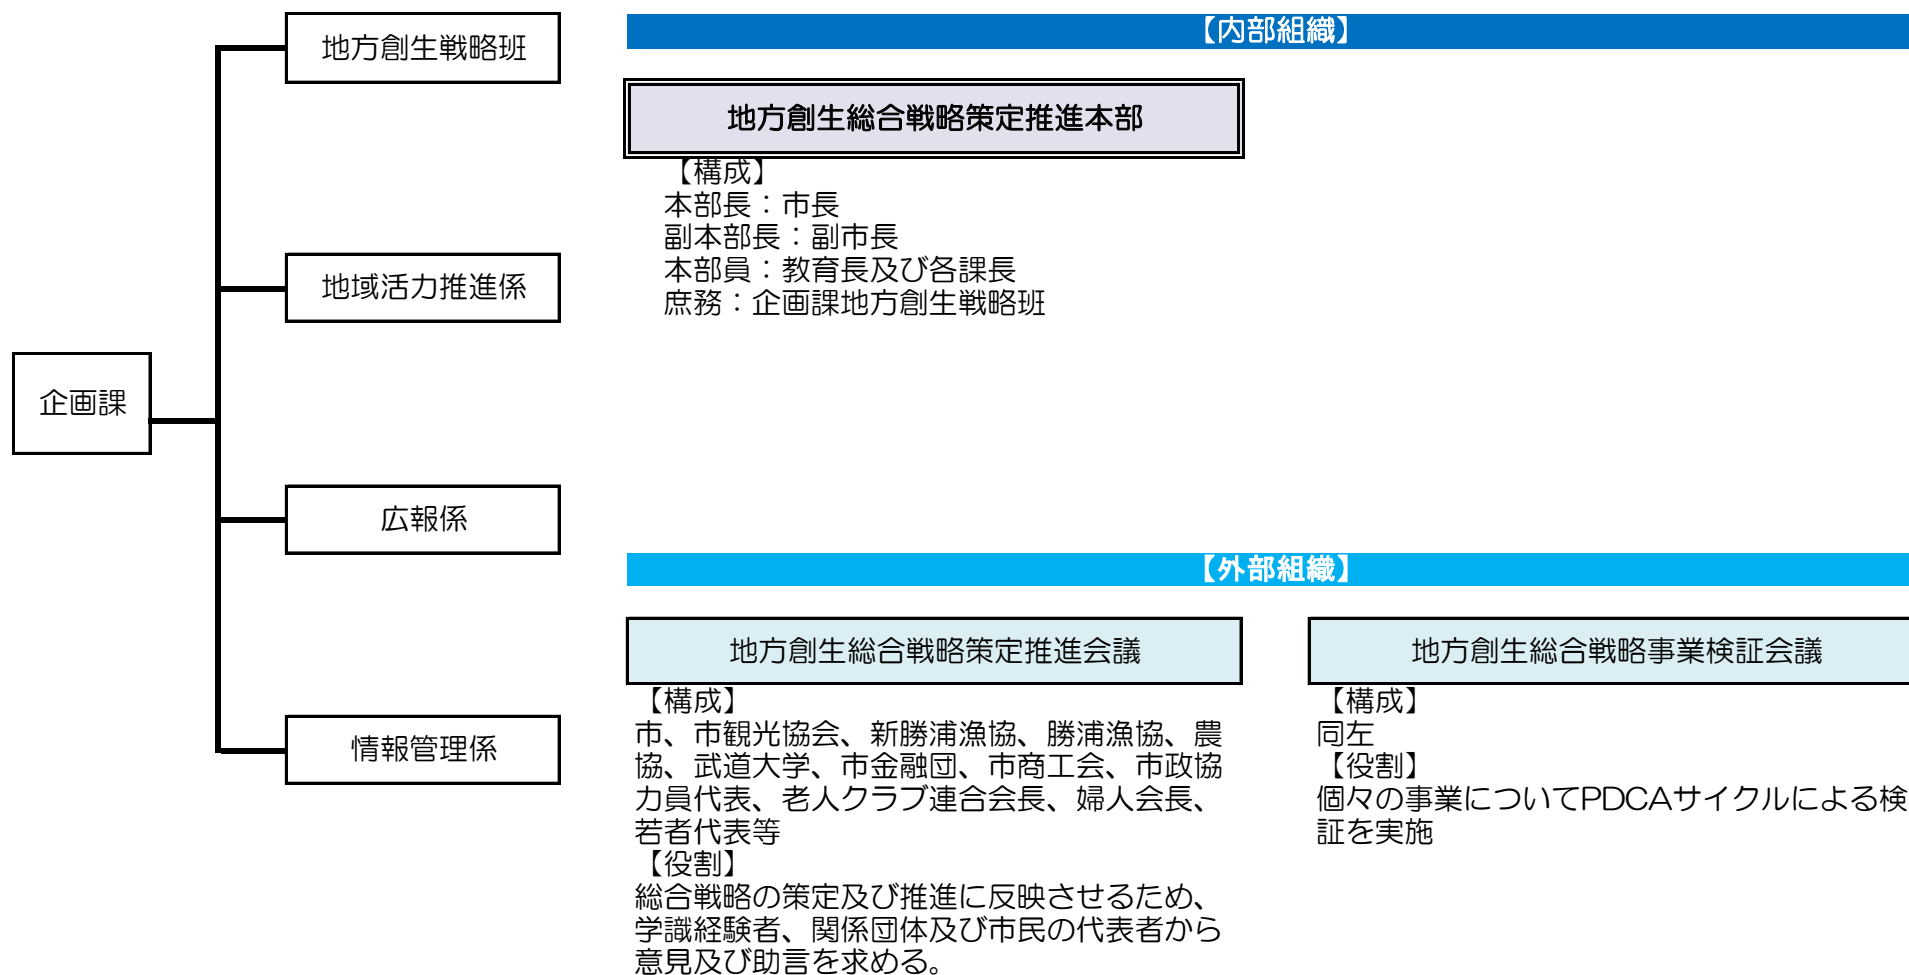 企画課
地方創生戦略班
地域活力推進係
広報係
情報管理係
【内部組織】
地方創生総合戦略策定推進本部
【構成】
本部長：市長
副本部長：副市長
本部員：教育長及び各課長
庶務：企画課地方創生戦略班
【外部組織】
地方創生総合戦略策定推進会議
【構成】
市、市観光協会、新勝浦漁協、勝浦漁協、農
協、武道大学、市金融団、市商工会、市政協
力員代表、老人クラブ連合会長、婦人会長、
若者代表等
【役割】
総合戦略の策定及び推進に反映させるため、
学識経験者、関係団体及び市民の代表者から
意見及び助言を求める。
地方創生総合戦略事業検証会議
【構成】
同左
【役割】
個々の事業についてPDCAサイクルによる検
証を実施